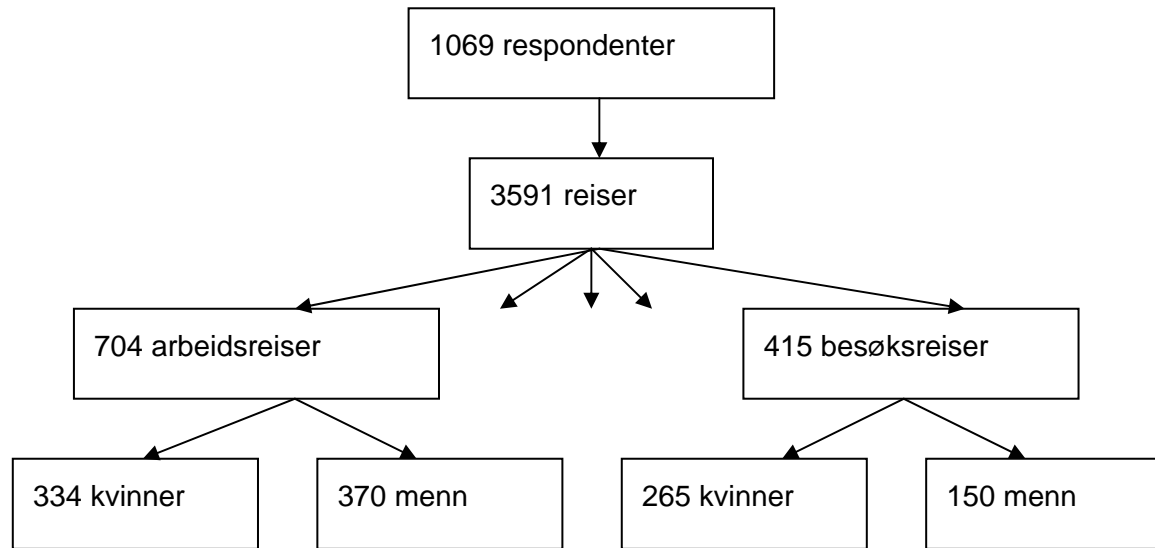 1069 respondenter
3591 reiser
704 arbeidsreiser
415 besøksreiser
334 kvinner
370 menn
265 kvinner
150 menn